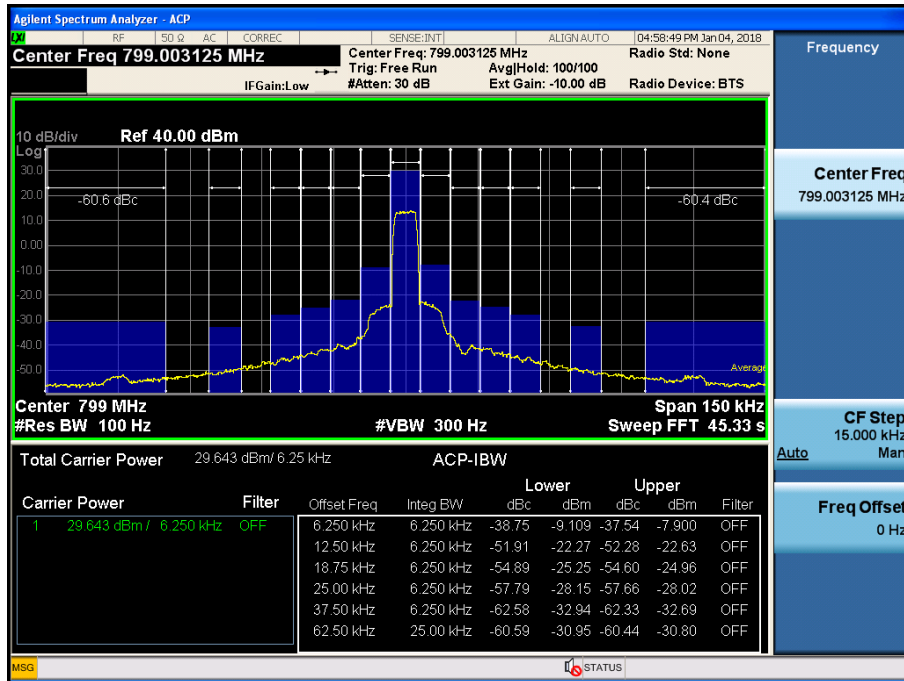 Agilent Spectrum Analyzer - ACP
LXI RF 50 Ω AC CORREC SENSE:INT ALIGN AUTO 04:58:49 PM Jan 04, 2018
Center Freq 799.003125 MHz Center Freq: 799.003125 MHz Radio Std: None
Trig: Free Run Avg|Hold: 100/100
IFGain:Low #Atten: 30 dB Ext Gain: -10.00 dB Radio Device: BTS
10 dB/div Ref 40.00 dBm
Log
30.0
20.0 -60.6 dBc -60.4 dBc
10.0
0.00
-10.0
-20.0
-30.0
-40.0
-50.0 Average
Center 799 MHz Span 150 kHz
#Res BW 100 Hz #VBW 300 Hz Sweep FFT 45.33 s
Total Carrier Power 29.643 dBm/ 6.25 kHz ACP-IBW
Lower Upper
Carrier Power Filter Offset Freq Integ BW dBc dBm dBc dBm Filter
1 29.643 dBm / 6.250 kHz OFF 6.250 kHz 6.250 kHz -38.75 -9.109 -37.54 -7.900 OFF
12.50 kHz 6.250 kHz -51.91 -22.27 -52.28 -22.63 OFF
18.75 kHz 6.250 kHz -54.89 -25.25 -54.60 -24.96 OFF
25.00 kHz 6.250 kHz -57.79 -28.15 -57.66 -28.02 OFF
37.50 kHz 6.250 kHz -62.58 -32.94 -62.33 -32.69 OFF
62.50 kHz 25.00 kHz -60.59 -30.95 -60.44 -30.80 OFF
MSG STATUS
Frequency
Center Freq
799.003125 MHz
CF Step
15.000 kHz
Auto Man
Freq Offset
0 Hz